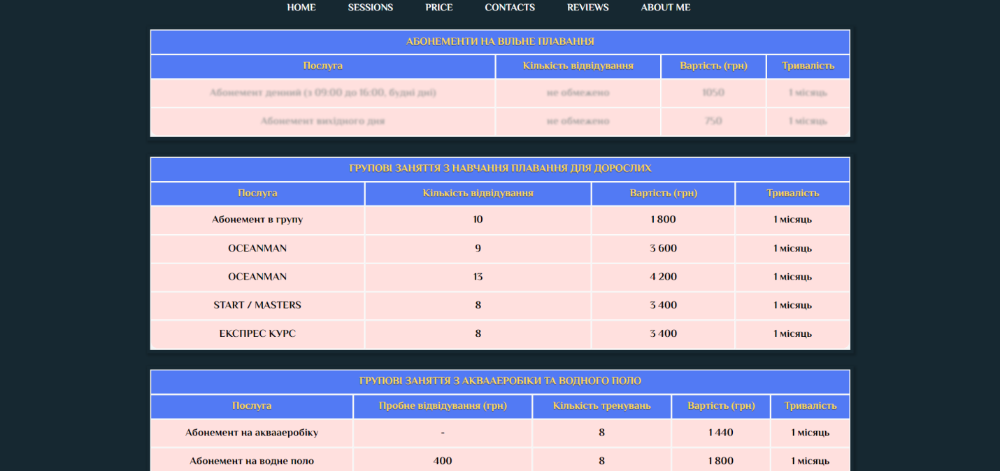 HOME SESSIONS PRICE CONTACTS REVIEWS ABOUT ME
АБОНЕМЕНТИ НА ВІЛЬНЕ ПЛАВАННЯ
Послуга Кількість відвідування Вартість (грн) Тривалість
Абонемент денний (з 09:00 до 16:00, будні дні) не обмежено 1050 1 місяць
Абонемент вихідного дня не обмежено 750 1 місяць
ГРУПОВІ ЗАНЯТТЯ З НАВЧАННЯ ПЛАВАННЯ ДЛЯ ДОРОСЛИХ
Послуга Кількість відвідування Вартість (грн) Тривалість
Абонемент в групу 10 1 800 1 місяць
OCEANMAN 9 3 600 1 місяць
OCEANMAN 13 4 200 1 місяць
START / MASTERS 8 3 400 1 місяць
ЕКСПРЕС КУРС 8 3 400 1 місяць
ГРУПОВІ ЗАНЯТТЯ З АКВААЕРОБІКИ ТА ВОДНОГО ПОЛО
Послуга Пробне відвідування (грн) Кількість тренувань Вартість (грн) Тривалість
Абонемент на аквааеробіку - 8 1 440 1 місяць
Абонемент на водне поло 400 8 1 800 1 місяць